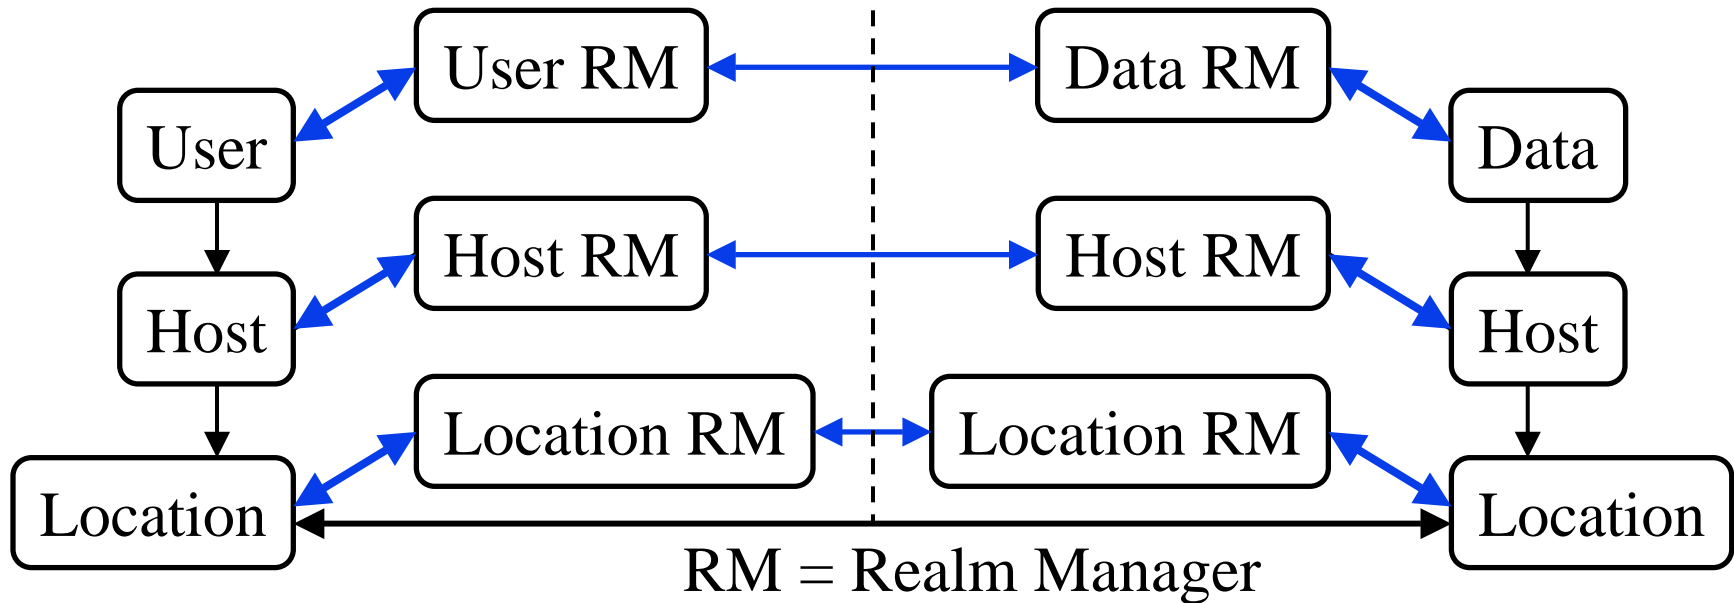 User RM
Data RM
User
Data
Host RM
Host RM
Host
Host
Location RM
Location RM
Location
Location
RM = Realm Manager